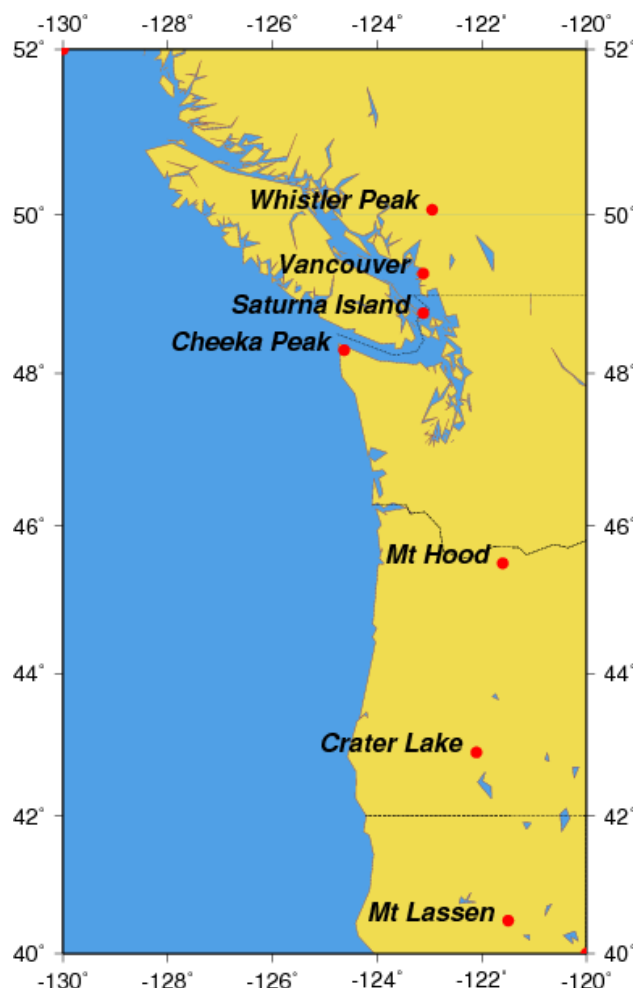 -130° -128° -126° -124° -122° -120°
52° 52°
Whistler Peak
50° 50°
Vancouver
Saturna Island
Cheeka Peak
48° 48°
46° 46°
Mt Hood
44° 44°
Crater Lake
42° 42°
Mt Lassen
40° 40°
-130° -128° -126° -124° -122° -120°